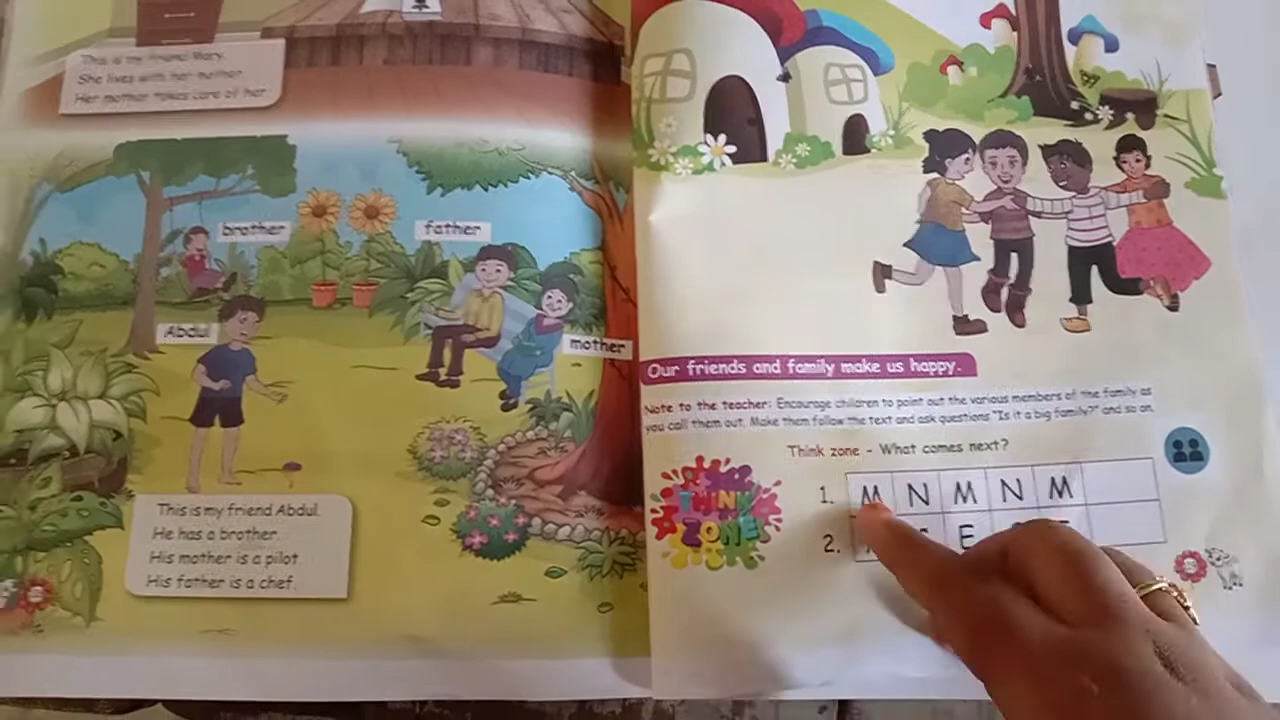 This is my friend Mary.
She lives with her mother.
Her mother takes care of her.
brother
father
Abdul
mother
This is my friend Abdul.
He has a brother.
His mother is a pilot.
His father is a chef.
Our friends and family make us happy.
Note to the teacher: Encourage children to point out the various members of the family as
you call them out. Make them follow the text and ask questions "Is it a big family?" and so on.
Think zone - What comes next?
THINK
ZONE
1. M N M N M
2. E